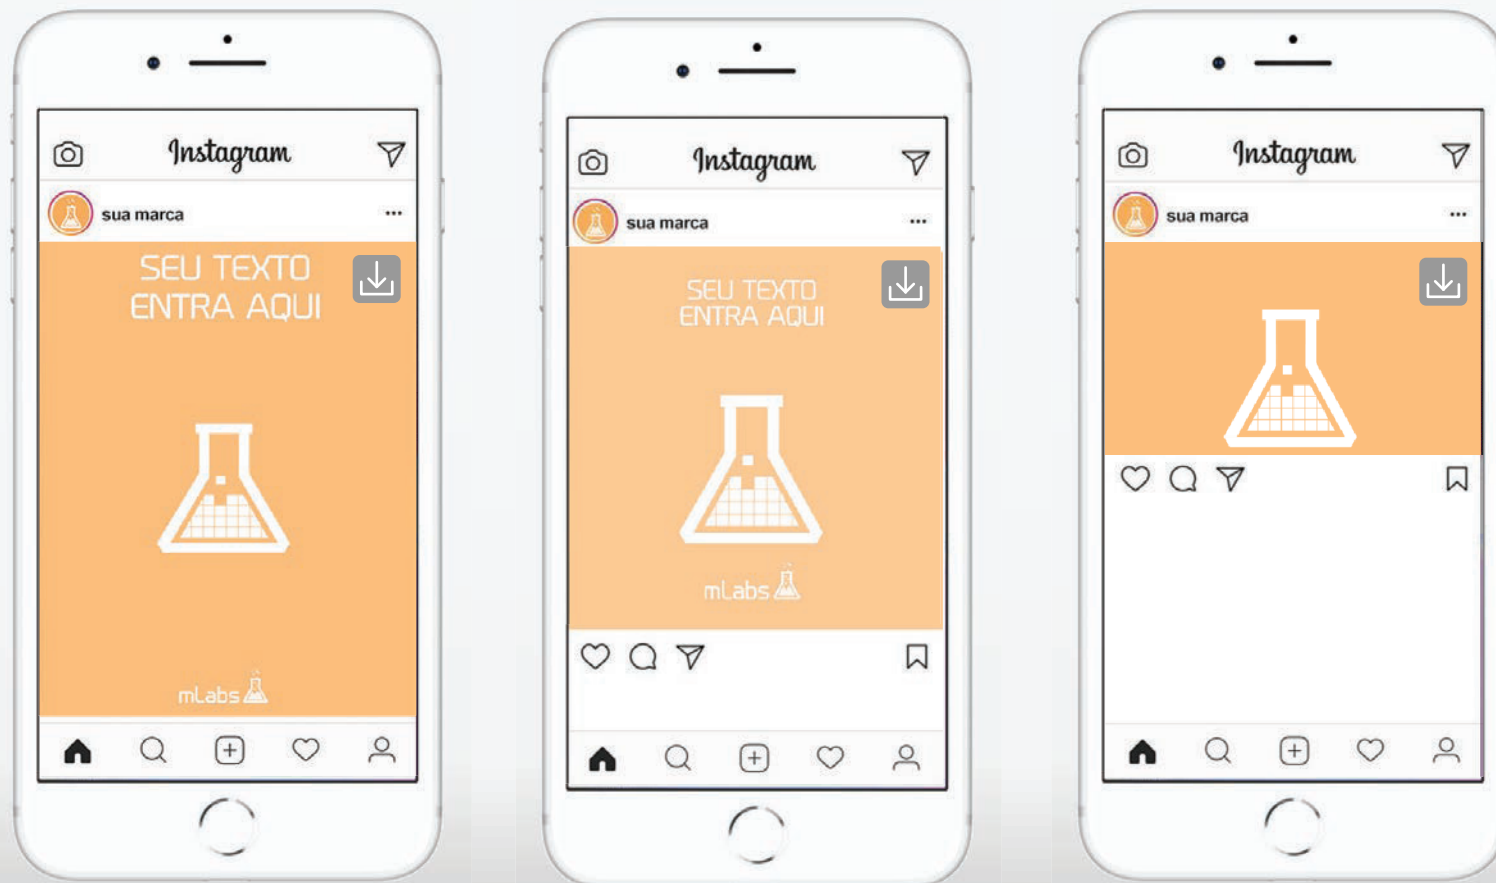 Instagram
sua marca
SEU TEXTO
ENTRA AQUI
mLabs
Instagram
sua marca
SEU TEXTO
ENTRA AQUI
mLabs
Instagram
sua marca